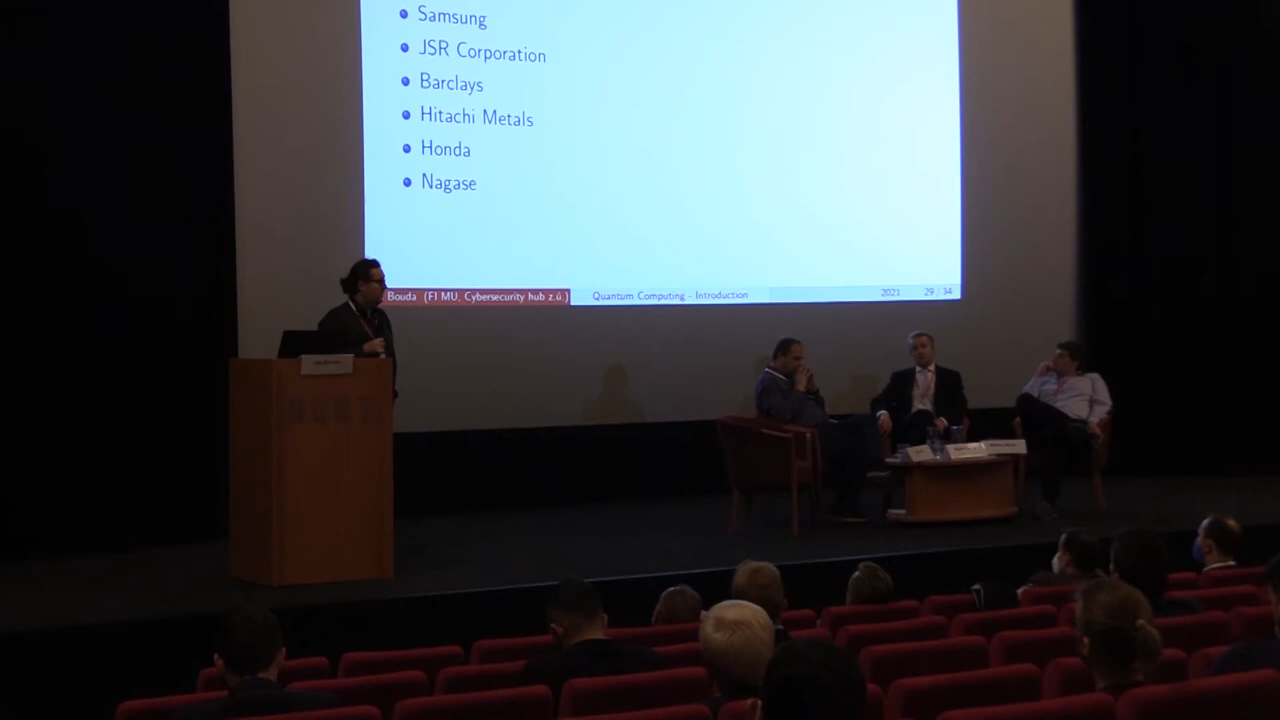 Samsung
JSR Corporation
Barclays
Hitachi Metals
Honda
Nagase
Bouda (FI MU, Cybersecurity hub z.ú.) Quantum Computing - Introduction 2021 29 / 34